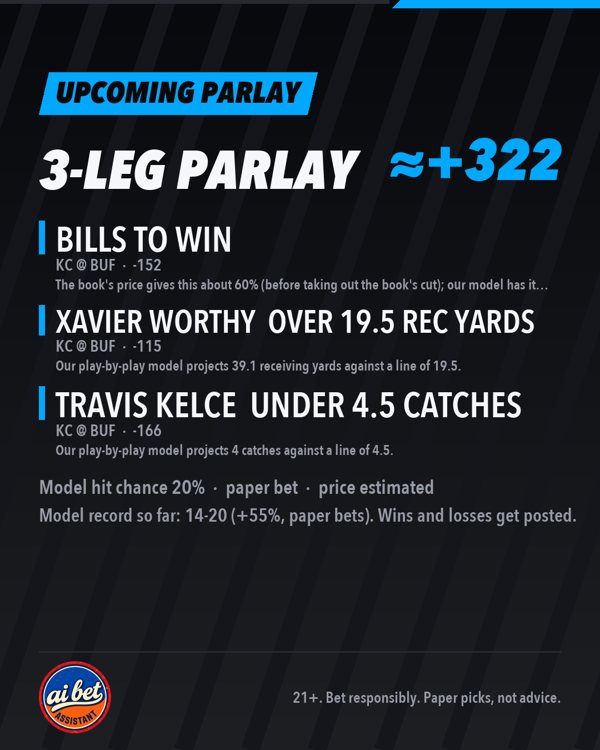 UPCOMING PARLAY
3-LEG PARLAY ≈+322
BILLS TO WIN
KC @ BUF · -152
The book's price gives this about 60% (before taking out the book's cut); our model has it…
XAVIER WORTHY OVER 19.5 REC YARDS
KC @ BUF · -115
Our play-by-play model projects 39.1 receiving yards against a line of 19.5.
TRAVIS KELCE UNDER 4.5 CATCHES
KC @ BUF · -166
Our play-by-play model projects 4 catches against a line of 4.5.
Model hit chance 20% · paper bet · price estimated
Model record so far: 14-20 (+55%, paper bets). Wins and losses get posted.
ai bet
ASSISTANT
21+. Bet responsibly. Paper picks, not advice.